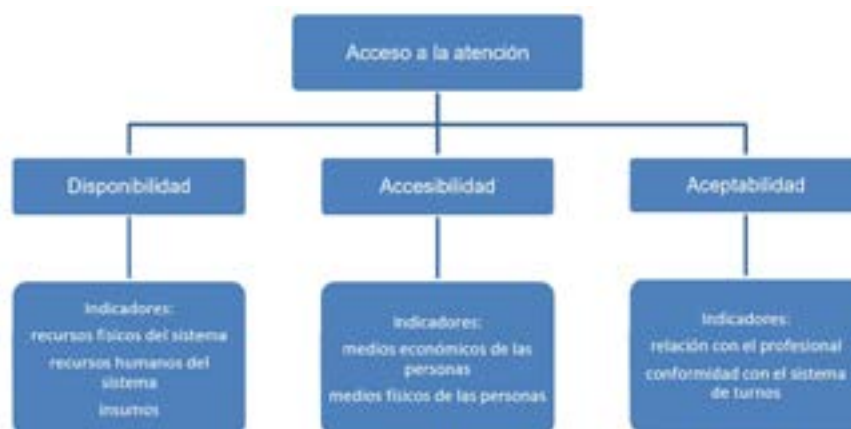 Acceso a la atención
Disponibilidad
Accesibilidad
Aceptabilidad
Indicadores:
recursos físicos del sistema
recursos humanos del
sistema
insumos
Indicadores:
medios económicos de las
personas
medios físicos de las personas
Indicadores:
relación con el profesional
conformidad con el sistema
de turnos